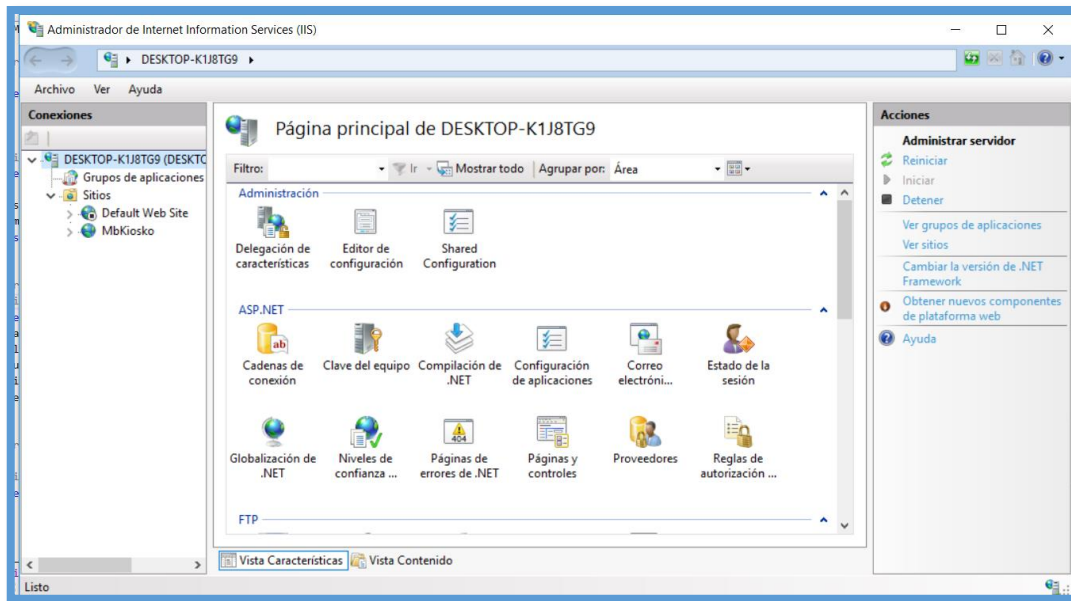 Administrador de Internet Information Services (IIS)
DESKTOP-K1J8TG9
Archivo Ver Ayuda
Conexiones
DESKTOP-K1J8TG9 (DESKTC
Grupos de aplicaciones
Sitios
Default Web Site
MbKiosko
Página principal de DESKTOP-K1J8TG9
Filtro: Ir Mostrar todo Agrupar por: Área
Administración
Delegación de características
Editor de configuración
Shared Configuration
ASP.NET
Cadenas de conexión
Clave del equipo
Compilación de .NET
Configuración de aplicaciones
Correo electróni...
Estado de la sesión
Globalización de .NET
Niveles de confianza ...
Páginas de errores de .NET
Páginas y controles
Proveedores
Reglas de autorización ...
FTP
Vista Características Vista Contenido
Acciones
Administrar servidor
Reiniciar
Iniciar
Detener
Ver grupos de aplicaciones
Ver sitios
Cambiar la versión de .NET
Framework
Obtener nuevos componentes
de plataforma web
Ayuda
Listo